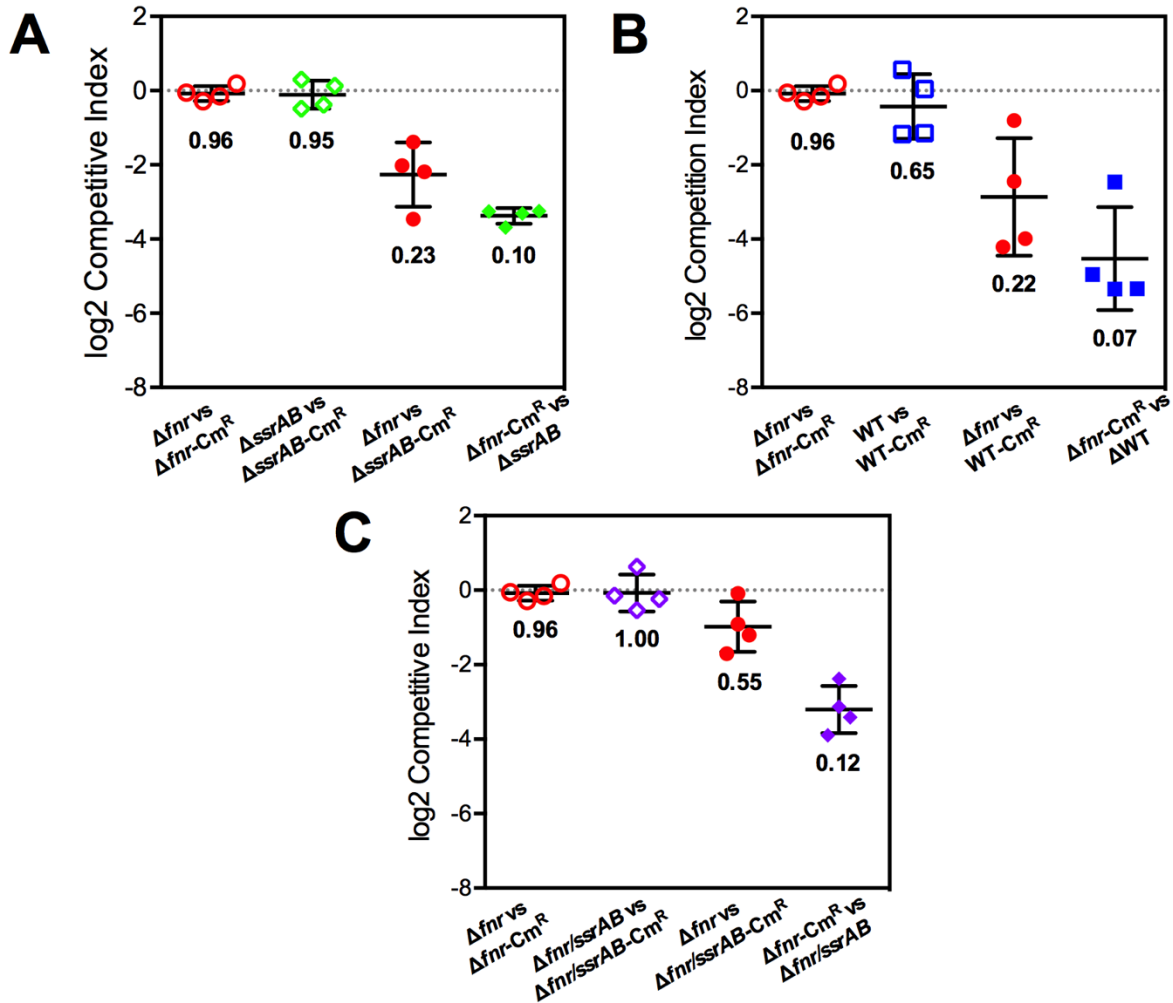 A
log2 Competitive Index
2
0
-2
-4
-6
-8
0.96
0.95
0.23
0.10
Δfnr vs
Δfnr-CmR
ΔssrAB vs
ΔssrAB-CmR
Δfnr vs
ΔssrAB-CmR
Δfnr-CmR vs
ΔssrAB
B
log2 Competition Index
2
0
-2
-4
-6
-8
0.96
0.65
0.22
0.07
Δfnr vs
Δfnr-CmR
WT vs
WT-CmR
Δfnr vs
WT-CmR
Δfnr-CmR vs
ΔWT
C
log2 Competitive Index
2
0
-2
-4
-6
-8
0.96
1.00
0.55
0.12
Δfnr vs
Δfnr-CmR
Δfnr/ssrAB vs
Δfnr/ssrAB-CmR
Δfnr vs
Δfnr/ssrAB-CmR
Δfnr-CmR vs
Δfnr/ssrAB